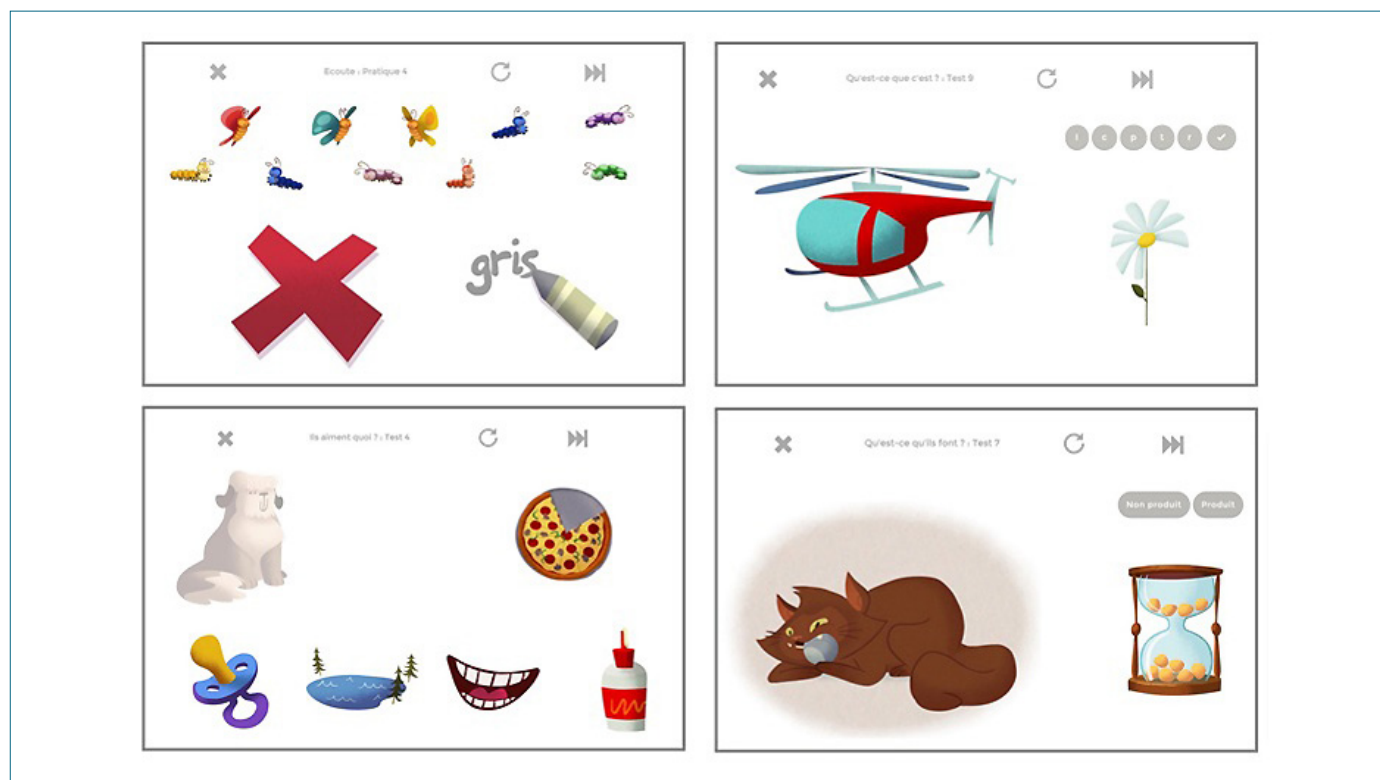 Ecoute : Pratique 4
gris
Qu'est-ce que c'est ? : Test 9
l c p t r
Ils aiment quoi ? : Test 4
Qu'est-ce qu'ils font ? : Test 7
Non produit Produit